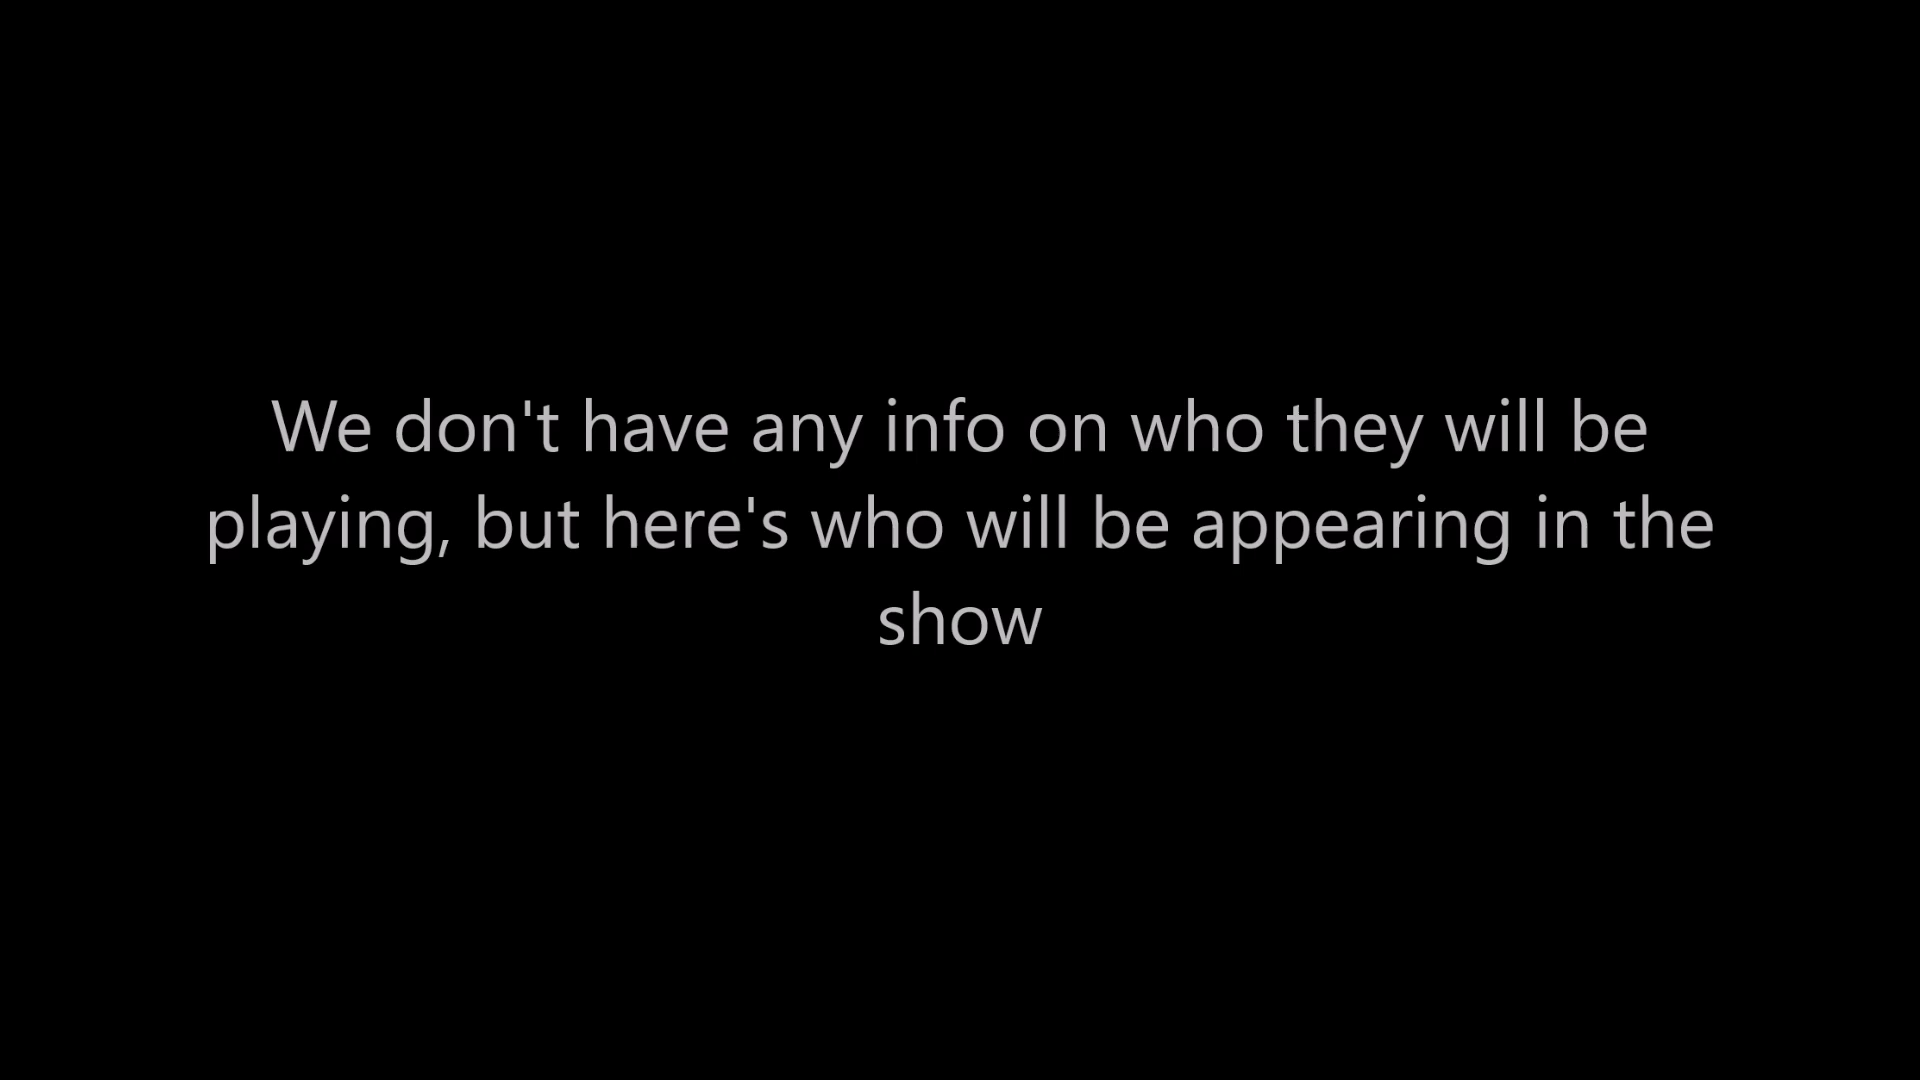 We don't have any info on who they will be
playing, but here's who will be appearing in the
show